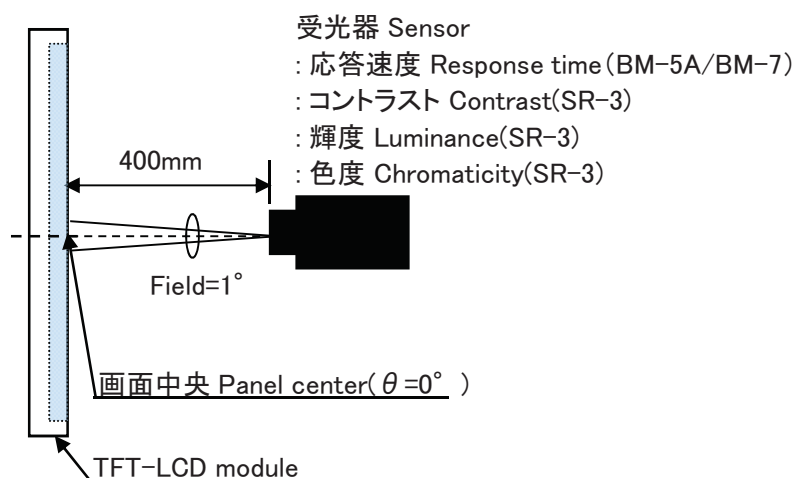 受光器 Sensor
: 応答速度 Response time(BM-5A/BM-7)
: コントラスト Contrast(SR-3)
: 輝度 Luminance(SR-3)
400mm
: 色度 Chromaticity(SR-3)
Field=1°
画面中央 Panel center(θ=0° )
TFT-LCD module